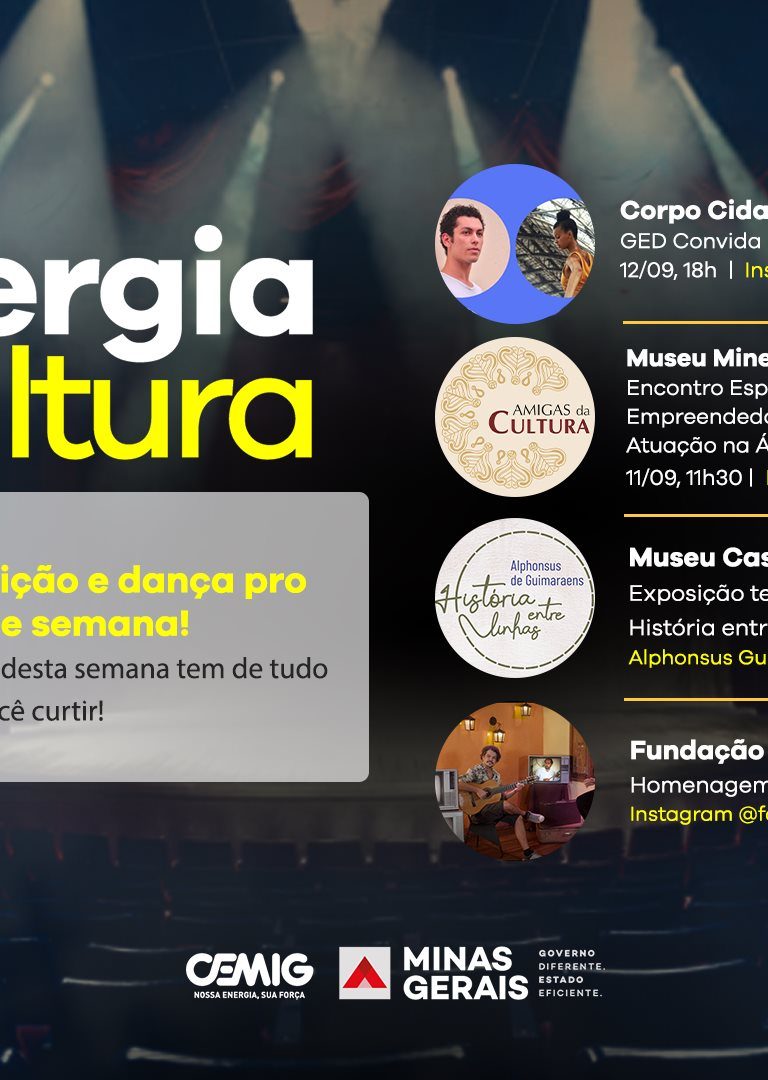 ergia
ltura
ição e dança pro
e semana!
desta semana tem de tudo
cê curtir!
Corpo Cida
GED Convida
12/09, 18h | Ins
AMIGAS da
CULTURA
Museu Mine
Encontro Esp
Empreendedo
Atuação na Á
11/09, 11h30 |
Alphonsus
de Guimaraens
História entre
Linhas
Museu Cas
Exposição te
História entr
Alphonsus Gu
Fundação
Homenagem
Instagram @fa
CEMIG
NOSSA ENERGIA, SUA FORÇA
MINAS
GERAIS
GOVERNO
DIFERENTE.
ESTADO
EFICIENTE.